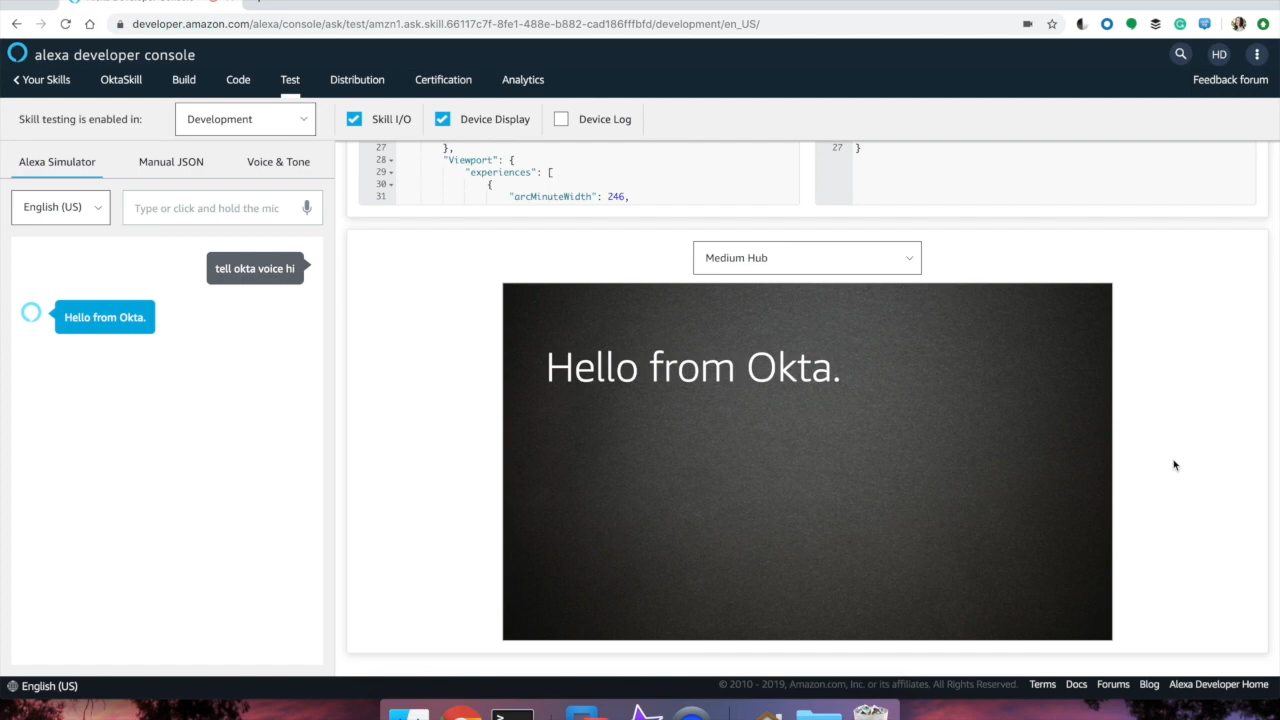 developer.amazon.com/alexa/console/ask/test/amzn1.ask.skill.66117c7f-8fe1-488e-b882-cad186fffbfd/development/en_US/
alexa developer console
HD
Your Skills
OktaSkill
Build
Code
Test
Distribution
Certification
Analytics
Feedback forum
Skill testing is enabled in:
Development
Skill I/O
Device Display
Device Log
Alexa Simulator
Manual JSON
Voice & Tone
English (US)
Type or click and hold the mic
tell okta voice hi
Hello from Okta.
27 },
28 "Viewport": {
29 "experiences": [
30 {
31 "arcMinuteWidth": 246,
27 }
Medium Hub
Hello from Okta.
English (US)
© 2010 - 2019, Amazon.com, Inc. or its affiliates. All Rights Reserved.
Terms
Docs
Forums
Blog
Alexa Developer Home